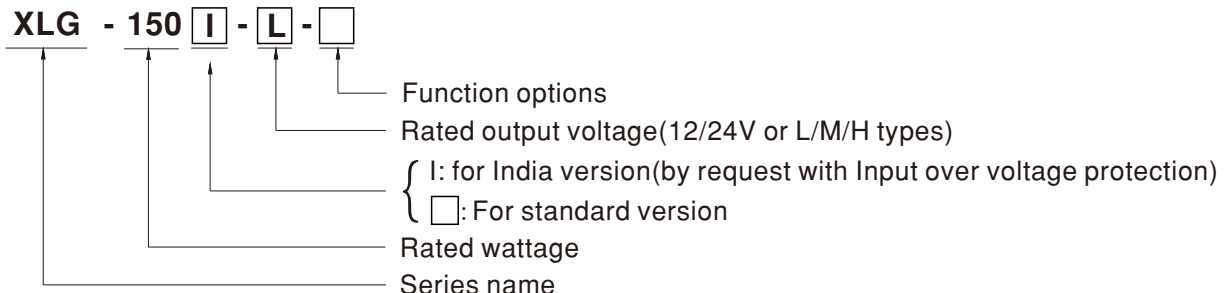 XLG - 150 I - L - □
Function options
Rated output voltage(12/24V or L/M/H types)
I: for India version(by request with Input over voltage protection)
□: For standard version
Rated wattage
Series name